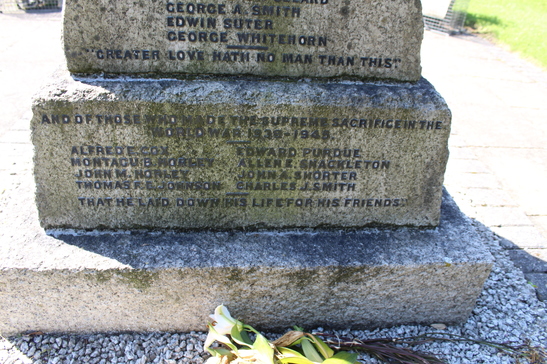 GEORGE A. SMITH
EDWIN SUTER
GEORGE WHITEHORN
"GREATER LOVE HATH NO MAN THAN THIS"
AND OF THOSE WHO MADE THE SUPREME SACRIFICE IN THE
WORLD WAR 1939-1945.
ALFRED E. COX EDWARD PURDUE
MONTAGU B. HORLEY ALLEN E. SHACKLETON
JOHN M. HORLEY JOHN A. SHORTER
THOMAS F. G. JOHNSON CHARLES J. SMITH
THAT HE LAID DOWN HIS LIFE FOR HIS FRIENDS.